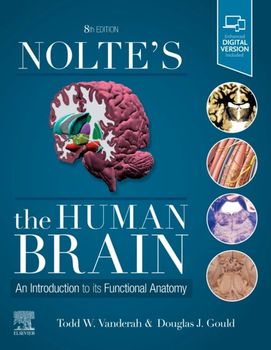 8th EDITION
Enhanced
DIGITAL
VERSION
Included
NOLTE'S
the HUMAN
BRAIN
An Introduction to its Functional Anatomy
ELSEVIER
Todd W. Vanderah & Douglas J. Gould